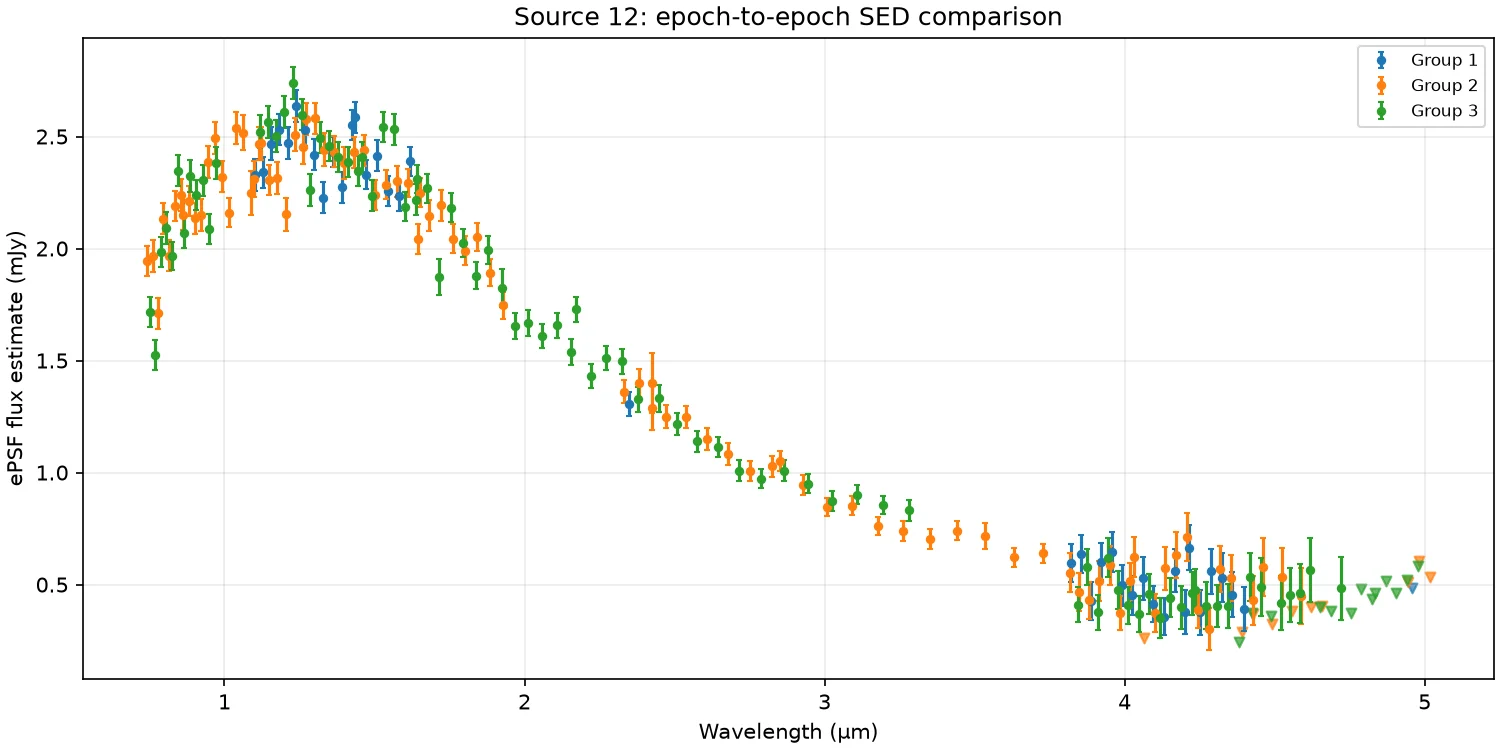 Source 12: epoch-to-epoch SED comparison
Group 1
Group 2
Group 3
ePSF flux estimate (mJy)
2.5
2.0
1.5
1.0
0.5
1 2 3 4 5
Wavelength (μm)